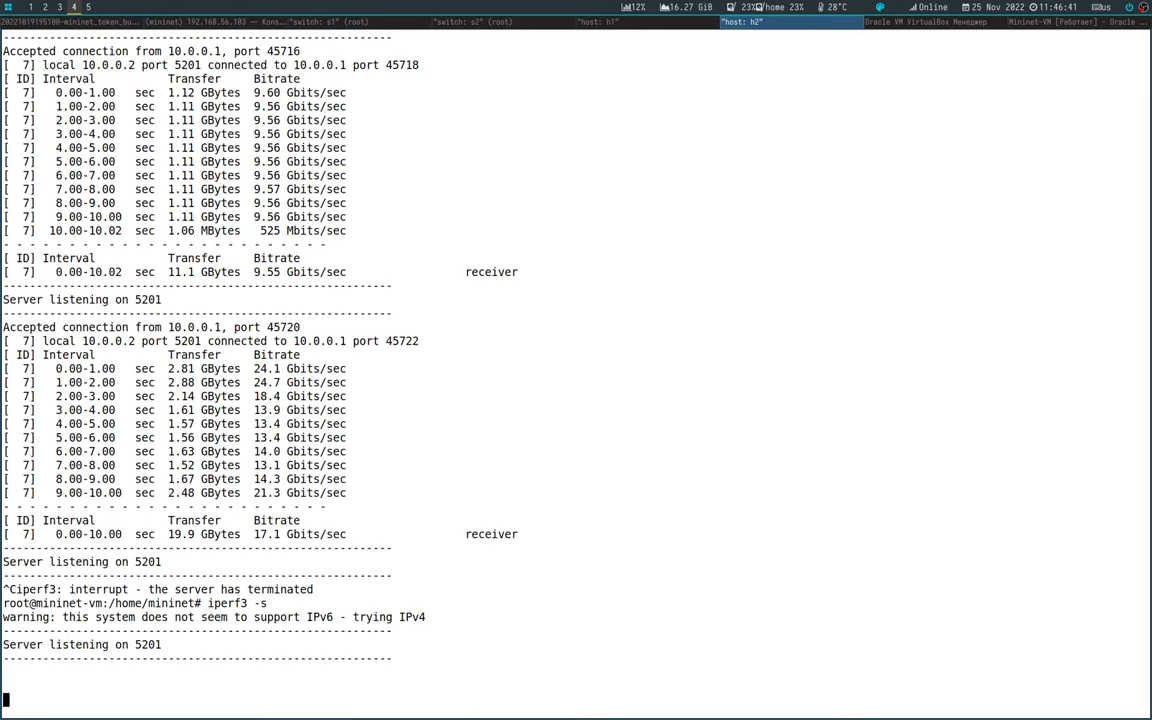 1 2 3 4 5 12% 16.27 GiB 23% /home 23% 28°C Online 25 Nov 2022 11:46:41 us
20221019195100-mininet_token_bu... (mininet) 192.168.56.103 — Kons... "switch: s1" (root) "switch: s2" (root) "host: h1" "host: h2" Oracle VM VirtualBox Менеджер Mininet-VM [Работает] - Oracle ...
-----------------------------------------------------------
Accepted connection from 10.0.0.1, port 45716
[  7] local 10.0.0.2 port 5201 connected to 10.0.0.1 port 45718
[ ID] Interval           Transfer     Bitrate
[  7]   0.00-1.00   sec  1.12 GBytes  9.60 Gbits/sec
[  7]   1.00-2.00   sec  1.11 GBytes  9.56 Gbits/sec
[  7]   2.00-3.00   sec  1.11 GBytes  9.56 Gbits/sec
[  7]   3.00-4.00   sec  1.11 GBytes  9.56 Gbits/sec
[  7]   4.00-5.00   sec  1.11 GBytes  9.56 Gbits/sec
[  7]   5.00-6.00   sec  1.11 GBytes  9.56 Gbits/sec
[  7]   6.00-7.00   sec  1.11 GBytes  9.56 Gbits/sec
[  7]   7.00-8.00   sec  1.11 GBytes  9.57 Gbits/sec
[  7]   8.00-9.00   sec  1.11 GBytes  9.56 Gbits/sec
[  7]   9.00-10.00  sec  1.11 GBytes  9.56 Gbits/sec
[  7]  10.00-10.02  sec  1.06 MBytes   525 Mbits/sec
- - - - - - - - - - - - - - - - - - - - - - - - -
[ ID] Interval           Transfer     Bitrate
[  7]   0.00-10.02  sec  11.1 GBytes  9.55 Gbits/sec                  receiver
-----------------------------------------------------------
Server listening on 5201
-----------------------------------------------------------
Accepted connection from 10.0.0.1, port 45720
[  7] local 10.0.0.2 port 5201 connected to 10.0.0.1 port 45722
[ ID] Interval           Transfer     Bitrate
[  7]   0.00-1.00   sec  2.81 GBytes  24.1 Gbits/sec
[  7]   1.00-2.00   sec  2.88 GBytes  24.7 Gbits/sec
[  7]   2.00-3.00   sec  2.14 GBytes  18.4 Gbits/sec
[  7]   3.00-4.00   sec  1.61 GBytes  13.9 Gbits/sec
[  7]   4.00-5.00   sec  1.57 GBytes  13.4 Gbits/sec
[  7]   5.00-6.00   sec  1.56 GBytes  13.4 Gbits/sec
[  7]   6.00-7.00   sec  1.63 GBytes  14.0 Gbits/sec
[  7]   7.00-8.00   sec  1.52 GBytes  13.1 Gbits/sec
[  7]   8.00-9.00   sec  1.67 GBytes  14.3 Gbits/sec
[  7]   9.00-10.00  sec  2.48 GBytes  21.3 Gbits/sec
- - - - - - - - - - - - - - - - - - - - - - - - -
[ ID] Interval           Transfer     Bitrate
[  7]   0.00-10.00  sec  19.9 GBytes  17.1 Gbits/sec                  receiver
-----------------------------------------------------------
Server listening on 5201
-----------------------------------------------------------
^Ciperf3: interrupt - the server has terminated
root@mininet-vm:/home/mininet# iperf3 -s
warning: this system does not seem to support IPv6 - trying IPv4
-----------------------------------------------------------
Server listening on 5201
-----------------------------------------------------------